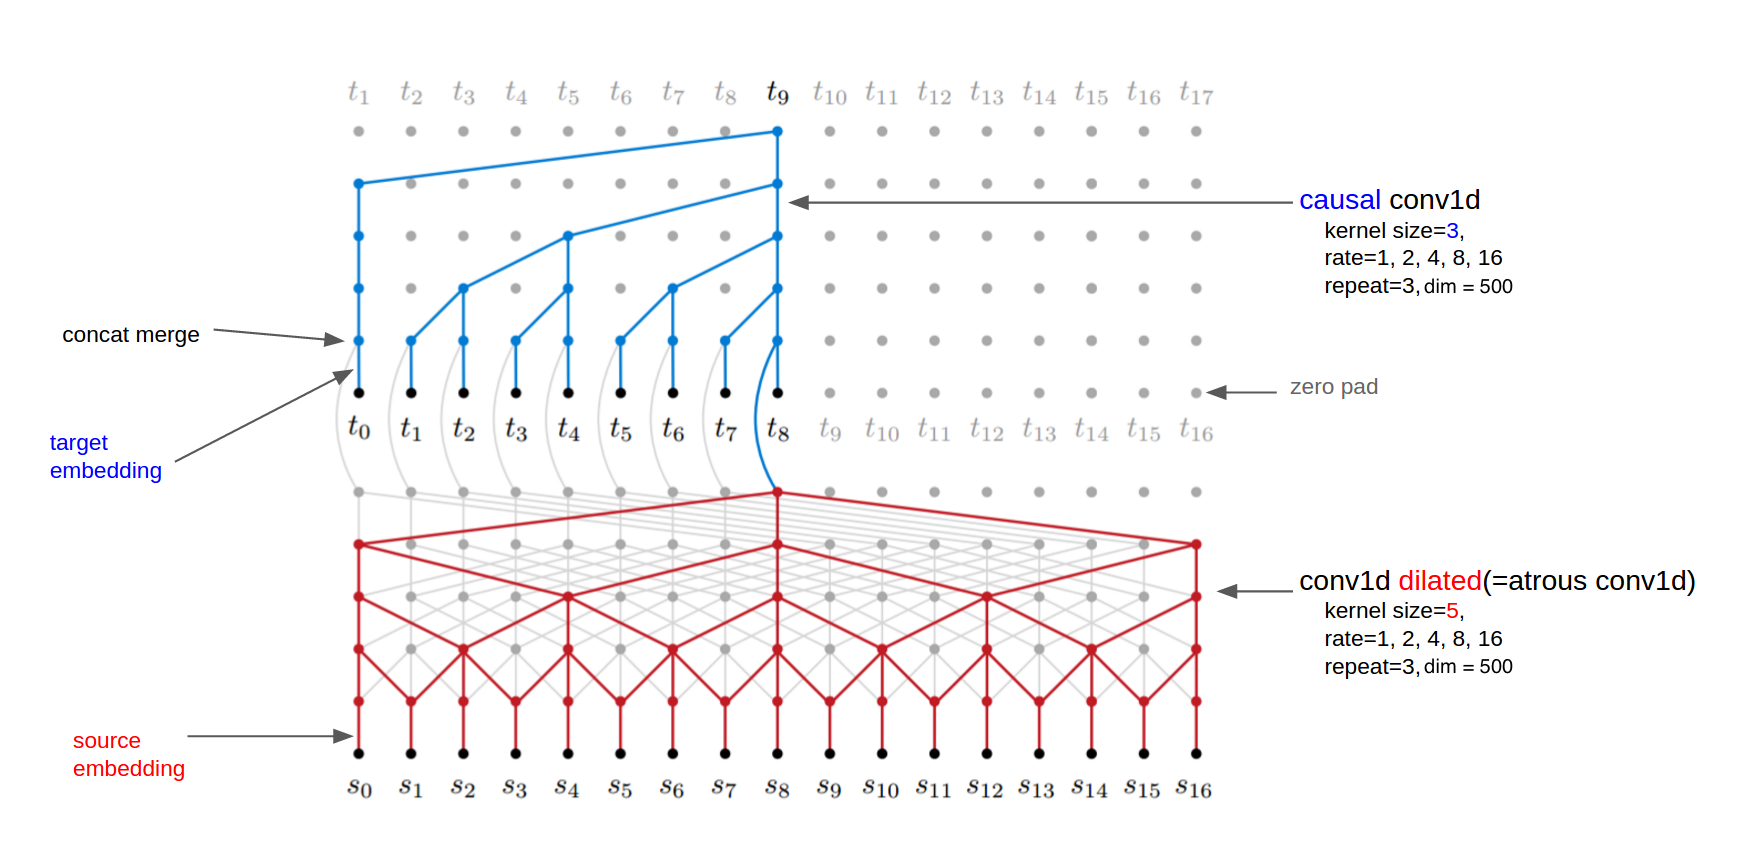 t₁ t₂ t₃ t₄ t₅ t₆ t₇ t₈ t₉ t₁₀ t₁₁ t₁₂ t₁₃ t₁₄ t₁₅ t₁₆ t₁₇
causal conv1d
kernel size=3,
rate=1, 2, 4, 8, 16
repeat=3, dim = 500
concat merge
zero pad
t₀ t₁ t₂ t₃ t₄ t₅ t₆ t₇ t₈ t₉ t₁₀ t₁₁ t₁₂ t₁₃ t₁₄ t₁₅ t₁₆
target
embedding
conv1d dilated(=atrous conv1d)
kernel size=5,
rate=1, 2, 4, 8, 16
repeat=3, dim = 500
source
embedding
s₀ s₁ s₂ s₃ s₄ s₅ s₆ s₇ s₈ s₉ s₁₀ s₁₁ s₁₂ s₁₃ s₁₄ s₁₅ s₁₆